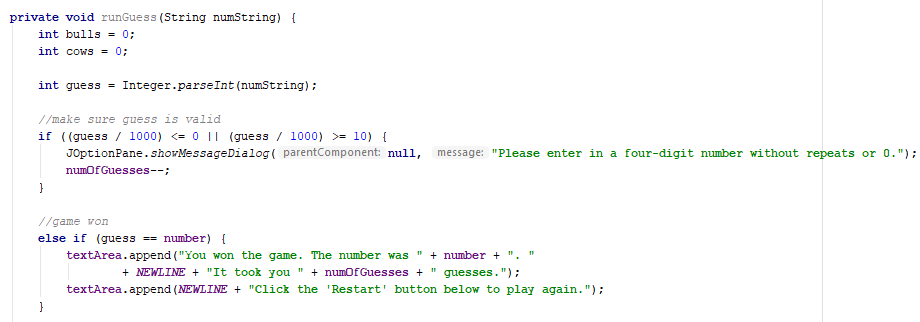 private void runGuess(String numString) {
int bulls = 0;
int cows = 0;
int guess = Integer.parseInt(numString);
//make sure guess is valid
if ((guess / 1000) <= 0 || (guess / 1000) >= 10) {
JOptionPane.showMessageDialog( parentComponent: null, message: "Please enter in a four-digit number without repeats or 0.");
numOfGuesses--;
}
//game won
else if (guess == number) {
textArea.append("You won the game. The number was " + number + ". "
+ NEWLINE + "It took you " + numOfGuesses + " guesses.");
textArea.append(NEWLINE + "Click the 'Restart' button below to play again.");
}